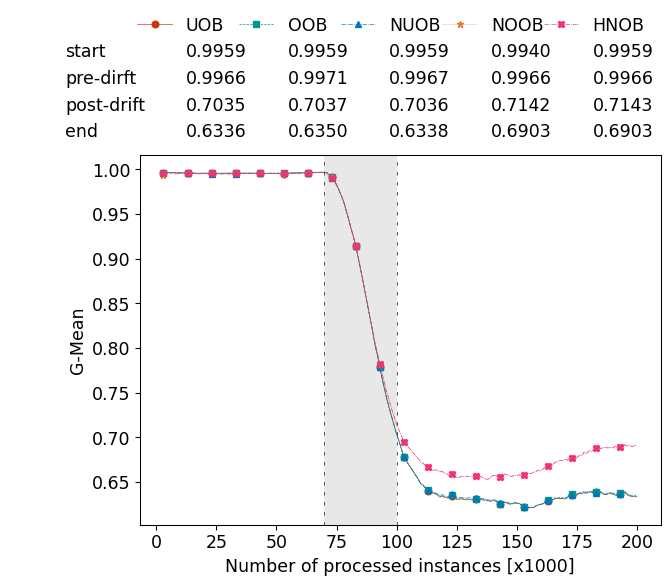 UOB OOB NUOB NOOB HNOB
start 0.9959 0.9959 0.9959 0.9940 0.9959
pre-dirft 0.9966 0.9971 0.9967 0.9966 0.9966
post-drift 0.7035 0.7037 0.7036 0.7142 0.7143
end 0.6336 0.6350 0.6338 0.6903 0.6903
1.00
0.95
0.90
0.85
0.80
0.75
0.70
0.65
G-Mean
0 25 50 75 100 125 150 175 200
Number of processed instances [x1000]